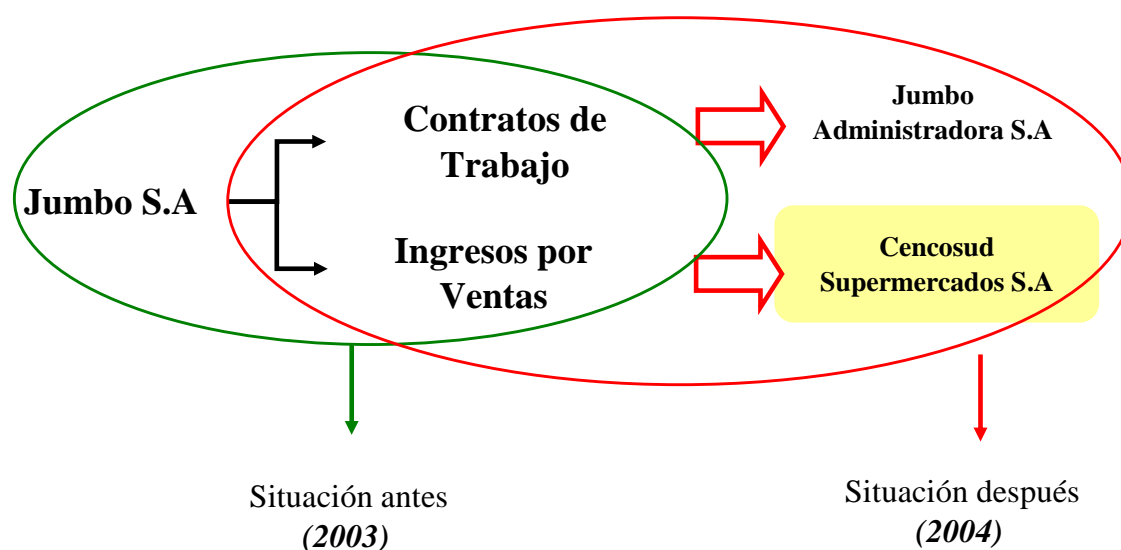 Jumbo S.A
Contratos de
Trabajo
Ingresos por
Ventas
Jumbo
Administradora S.A
Cencosud
Supermercados S.A
Situación antes
(2003)
Situación después
(2004)